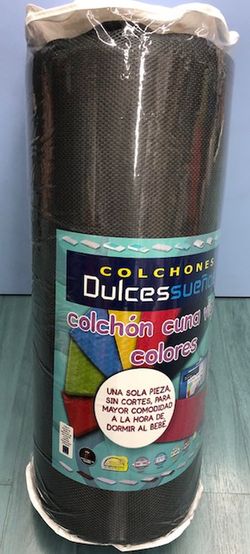 COLCHONES
Dulcessueños
colchón cuna
colores
UNA SOLA PIEZA,
SIN CORTES, PARA
MAYOR COMODIDAD
A LA HORA DE
DORMIR AL BEBÉ.